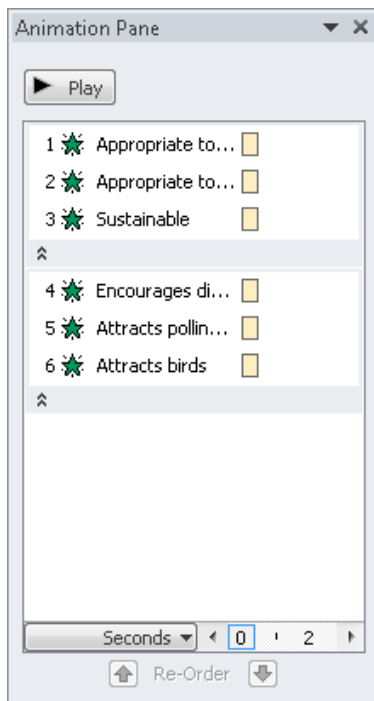 Animation Pane
Play
1 Appropriate to...
2 Appropriate to...
3 Sustainable
4 Encourages di...
5 Attracts pollin...
6 Attracts birds
Seconds 0 2
Re-Order